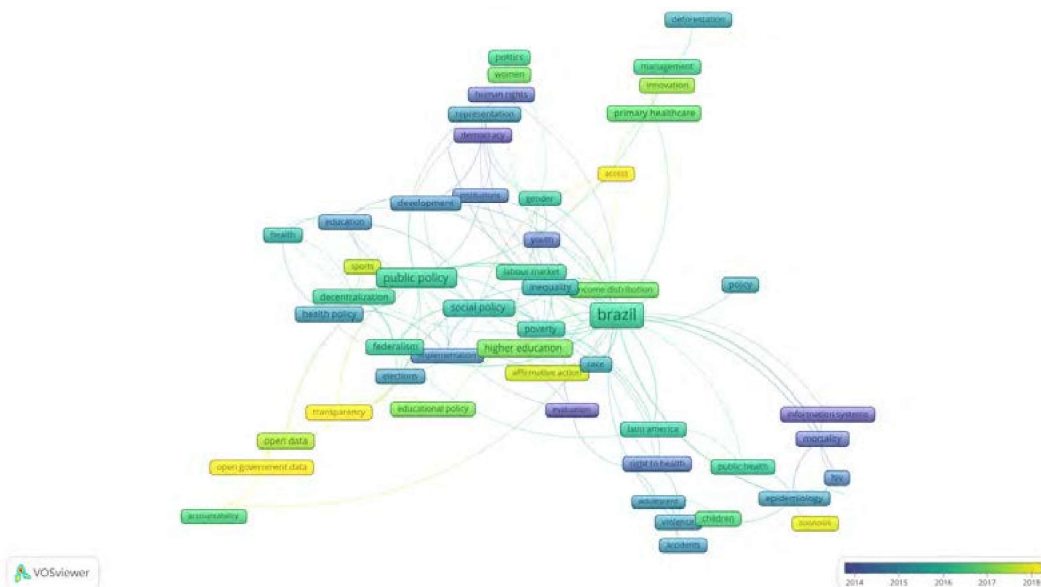 deforestation
politics
management
women
innovation
human rights
primary healthcare
representation
democracy
access
institutions
gender
development
education
health
youth
sports
labour market
public policy
policy
inequality
income distribution
decentralization
social policy
brazil
health policy
poverty
federalism
higher education
implementation
race
affirmative action
elections
educational policy
evaluation
transparency
information systems
latin america
open data
mortality
right to health
public health
open government data
hiv
epidemiology
accountability
violence
children
accidents
VOSviewer
2014 2015 2016 2017 2018